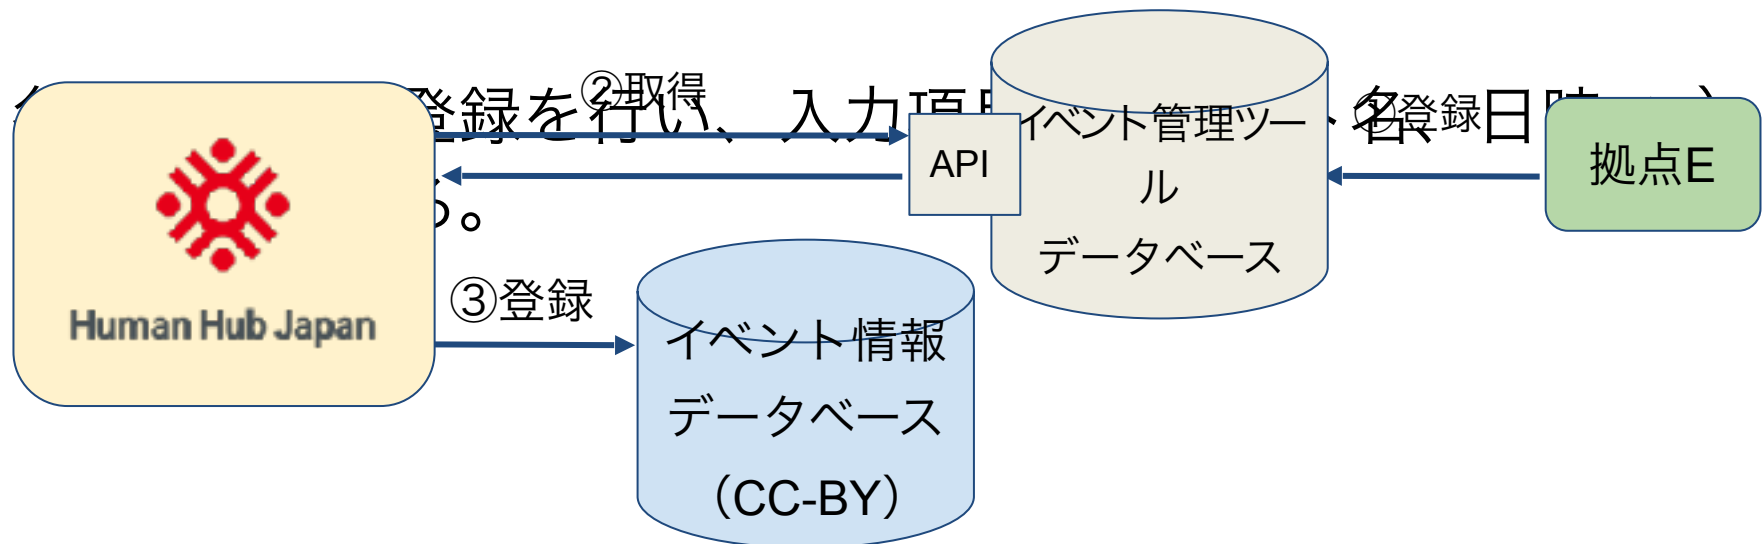 ②取得
登録を行い、入力項
名、日時
①登録
る。
Human Hub Japan
API
イベント管理ツー
ル
データベース
拠点E
③登録
イベント情報
データベース
（CC-BY）